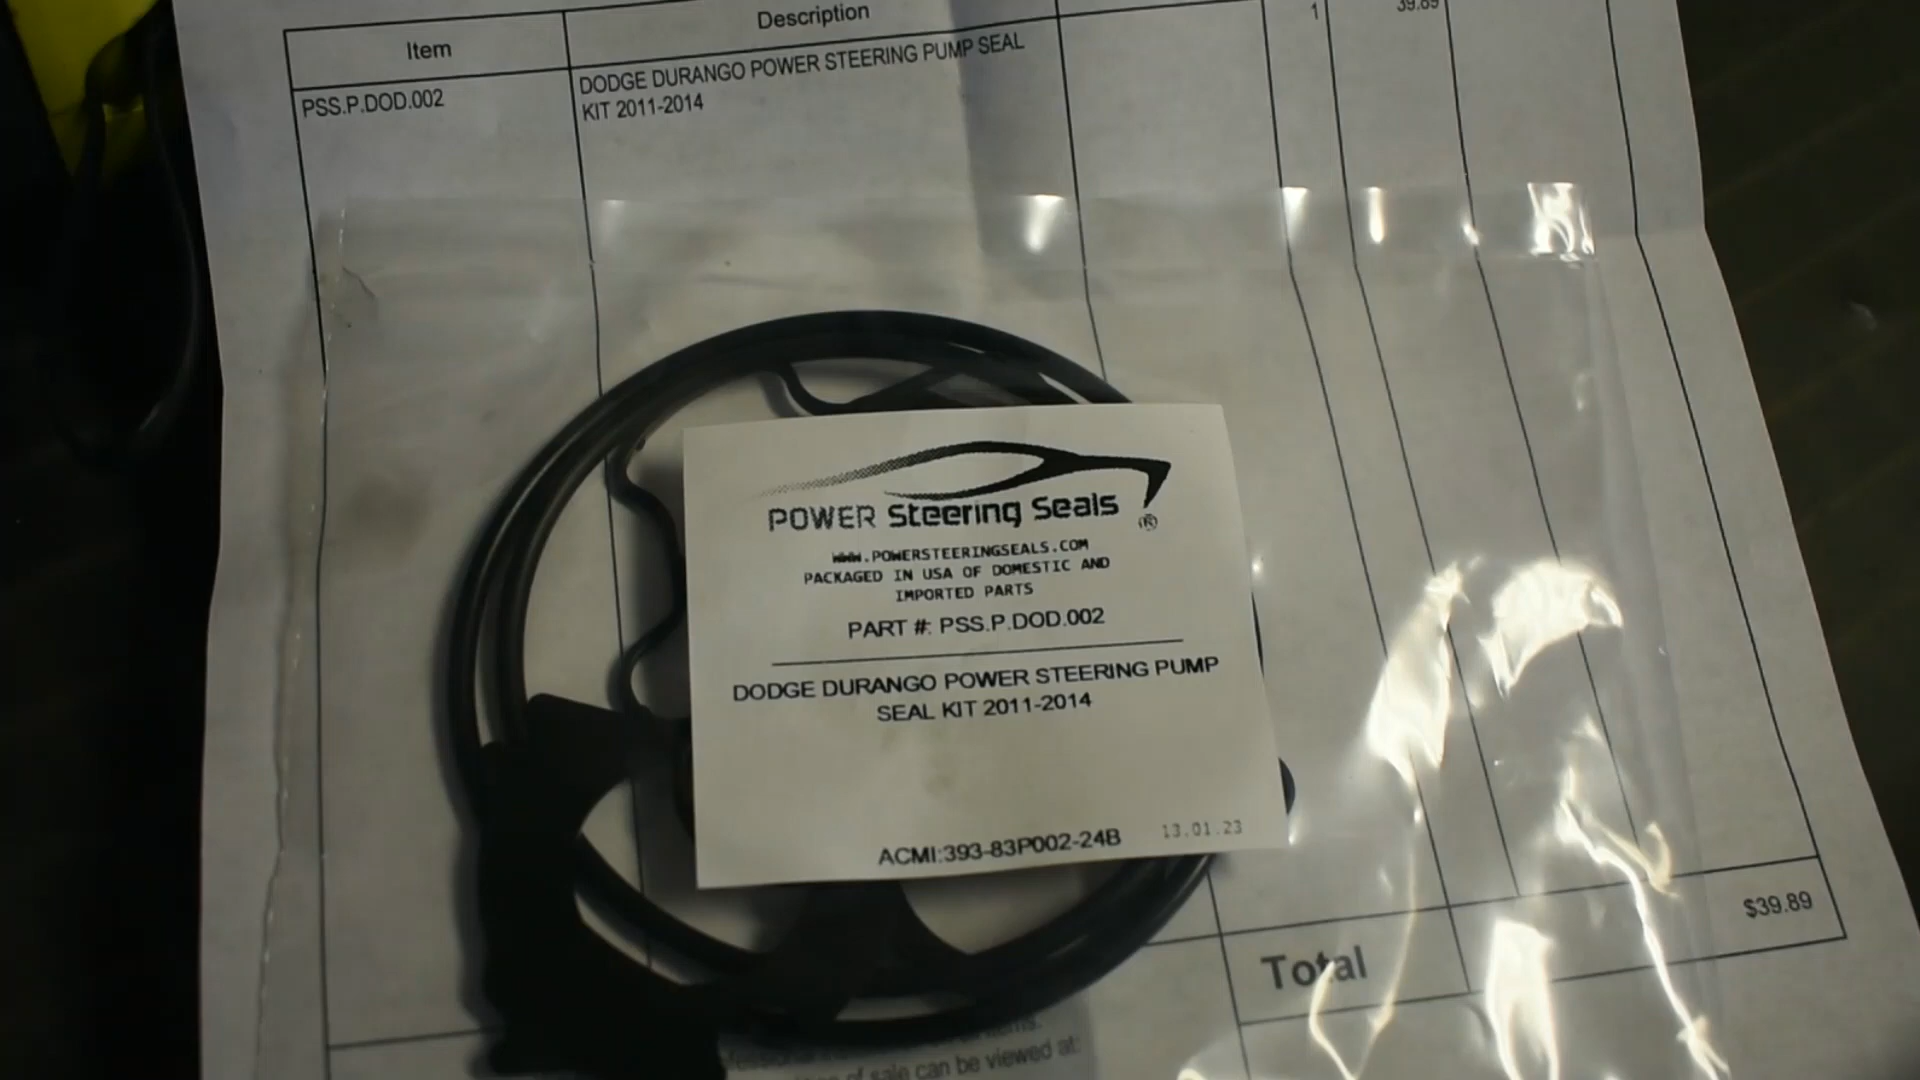 Item
Description
1
39.89
PSS.P.DOD.002
DODGE DURANGO POWER STEERING PUMP SEAL
KIT 2011-2014
POWER Steering Seals ®
WWW.POWERSTEERINGSEALS.COM
PACKAGED IN USA OF DOMESTIC AND
IMPORTED PARTS
PART #: PSS.P.DOD.002
DODGE DURANGO POWER STEERING PUMP
SEAL KIT 2011-2014
ACMI:393-83P002-24B
13.01.23
$39.89
Total
of sale can be viewed at: